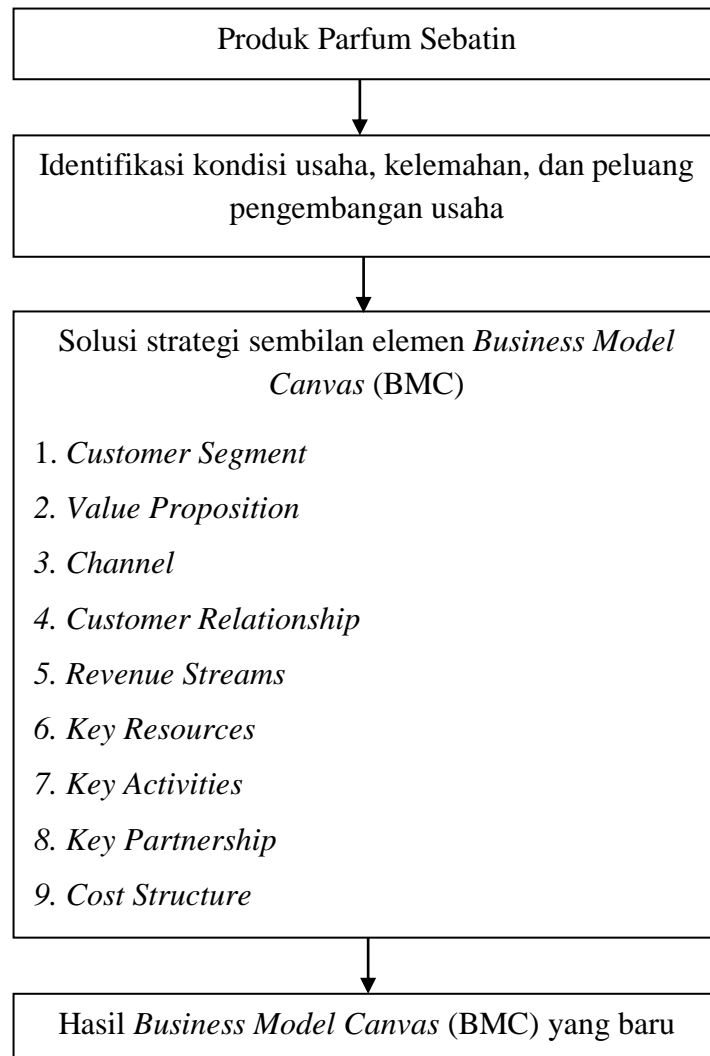 Produk Parfum Sebatin
Identifikasi kondisi usaha, kelemahan, dan peluang
pengembangan usaha
Solusi strategi sembilan elemen Business Model
Canvas (BMC)
1. Customer Segment
2. Value Proposition
3. Channel
4. Customer Relationship
5. Revenue Streams
6. Key Resources
7. Key Activities
8. Key Partnership
9. Cost Structure
Hasil Business Model Canvas (BMC) yang baru